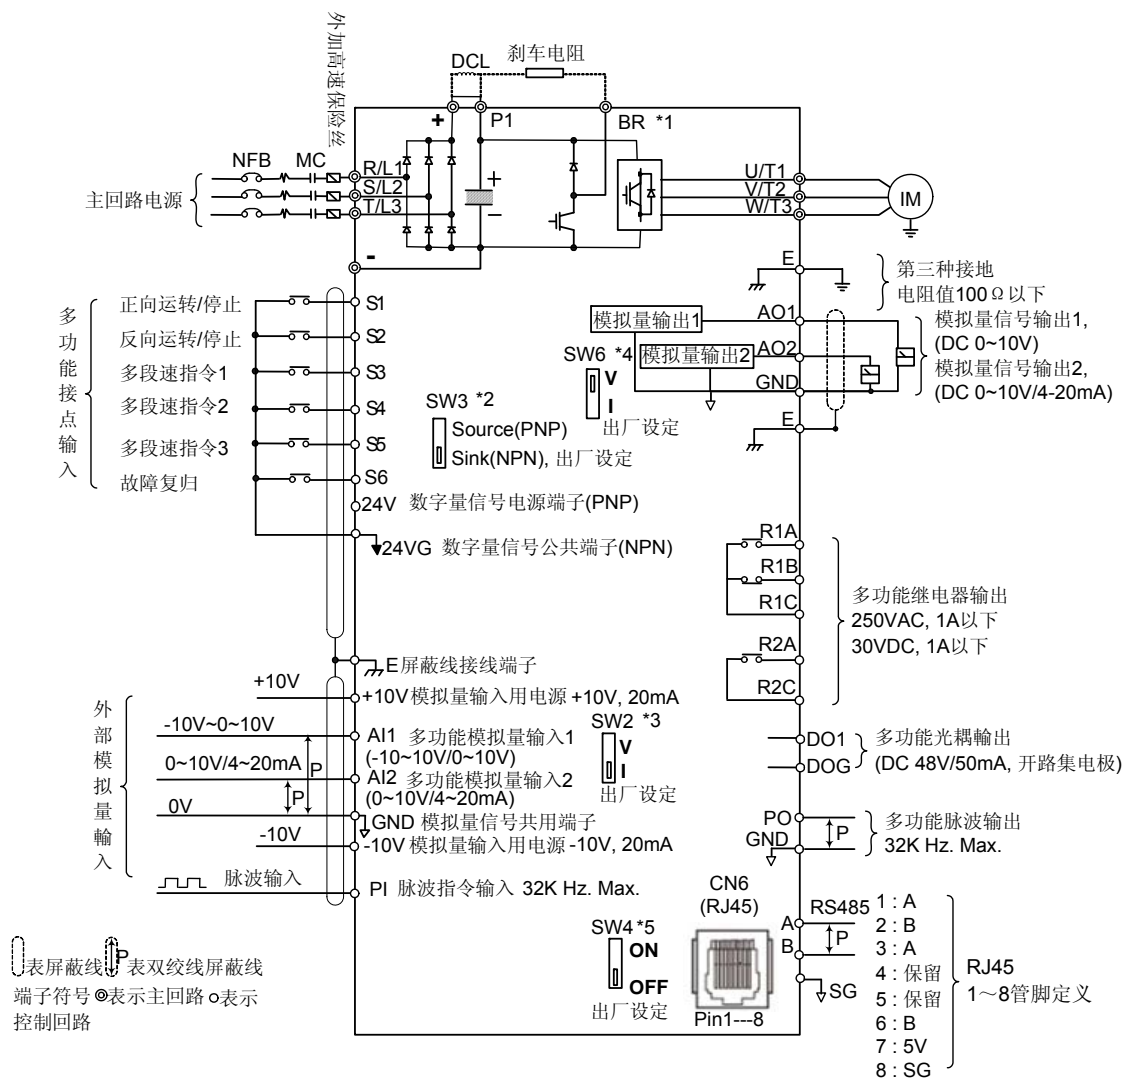 外加高速保险丝
DCL
刹车电阻
+
P1
BR *1
NFB
MC
主回路电源
R/L1
S/L2
T/L3
+
−
U/T1
V/T2
W/T3
IM
-
E
第三种接地
电阻值100Ω以下
多功能接点输入
正向运转/停止
S1
反向运转/停止
S2
多段速指令1
S3
多段速指令2
S4
多段速指令3
S5
故障复归
S6
24V 数字量信号电源端子(PNP)
24VG 数字量信号公共端子(NPN)
SW3 *2
Source(PNP)
Sink(NPN), 出厂设定
模拟量输出1
AO1
SW6 *4
模拟量输出2
AO2
V
I
出厂设定
GND
E
模拟量信号输出1,
(DC 0~10V)
模拟量信号输出2,
(DC 0~10V/4-20mA)
R1A
R1B
R1C
R2A
R2C
多功能继电器输出
250VAC, 1A以下
30VDC, 1A以下
E屏蔽线接线端子
外部模拟量輸入
+10V
+10V模拟量输入用电源 +10V, 20mA
-10V~0~10V
AI1 多功能模拟量输入1
(-10~10V/0~10V)
0~10V/4~20mA
P
AI2 多功能模拟量输入2
(0~10V/4~20mA)
P
0V
GND 模拟量信号共用端子
-10V
-10V模拟量输入用电源 -10V, 20mA
脉波输入
PI 脉波指令输入 32K Hz. Max.
SW2 *3
V
I
出厂设定
DO1
DOG
多功能光耦輸出
(DC 48V/50mA, 开路集电极)
PO
P
GND
多功能脉波输出
32K Hz. Max.
SW4 *5
ON
OFF
出厂设定
CN6
(RJ45)
Pin1---8
A
RS485
B
P
SG
1 : A
2 : B
3 : A
4 : 保留
5 : 保留
6 : B
7 : 5V
8 : SG
RJ45
1～8管脚定义
表屏蔽线
P
表双绞线屏蔽线
端子符号 表示主回路 表示
控制回路